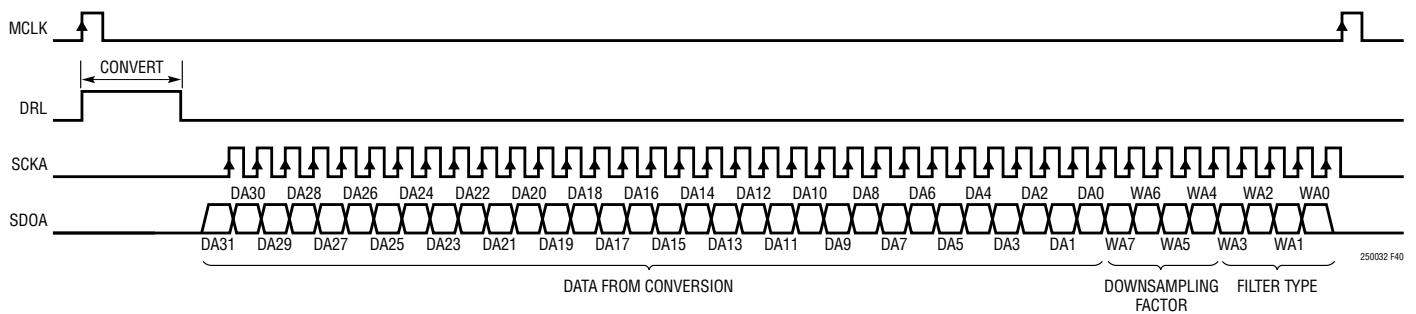 MCLK
CONVERT
DRL
SCKA
DA30 DA28 DA26 DA24 DA22 DA20 DA18 DA16 DA14 DA12 DA10 DA8 DA6 DA4 DA2 DA0 WA6 WA4 WA2 WA0
SDOA
DA31 DA29 DA27 DA25 DA23 DA21 DA19 DA17 DA15 DA13 DA11 DA9 DA7 DA5 DA3 DA1 WA7 WA5 WA3 WA1
250032 F40
DATA FROM CONVERSION
DOWNSAMPLING
FACTOR
FILTER TYPE